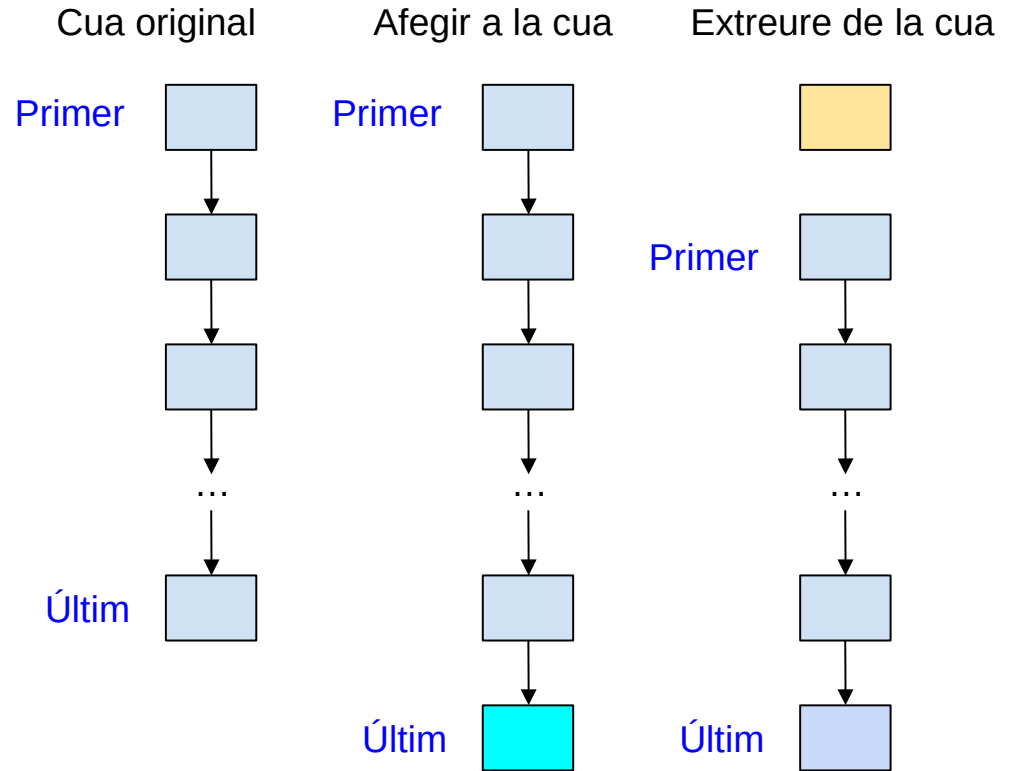 Cua original
Afegir a la cua
Extreure de la cua
Primer
Primer
Primer
...
...
...
Últim
Últim
Últim